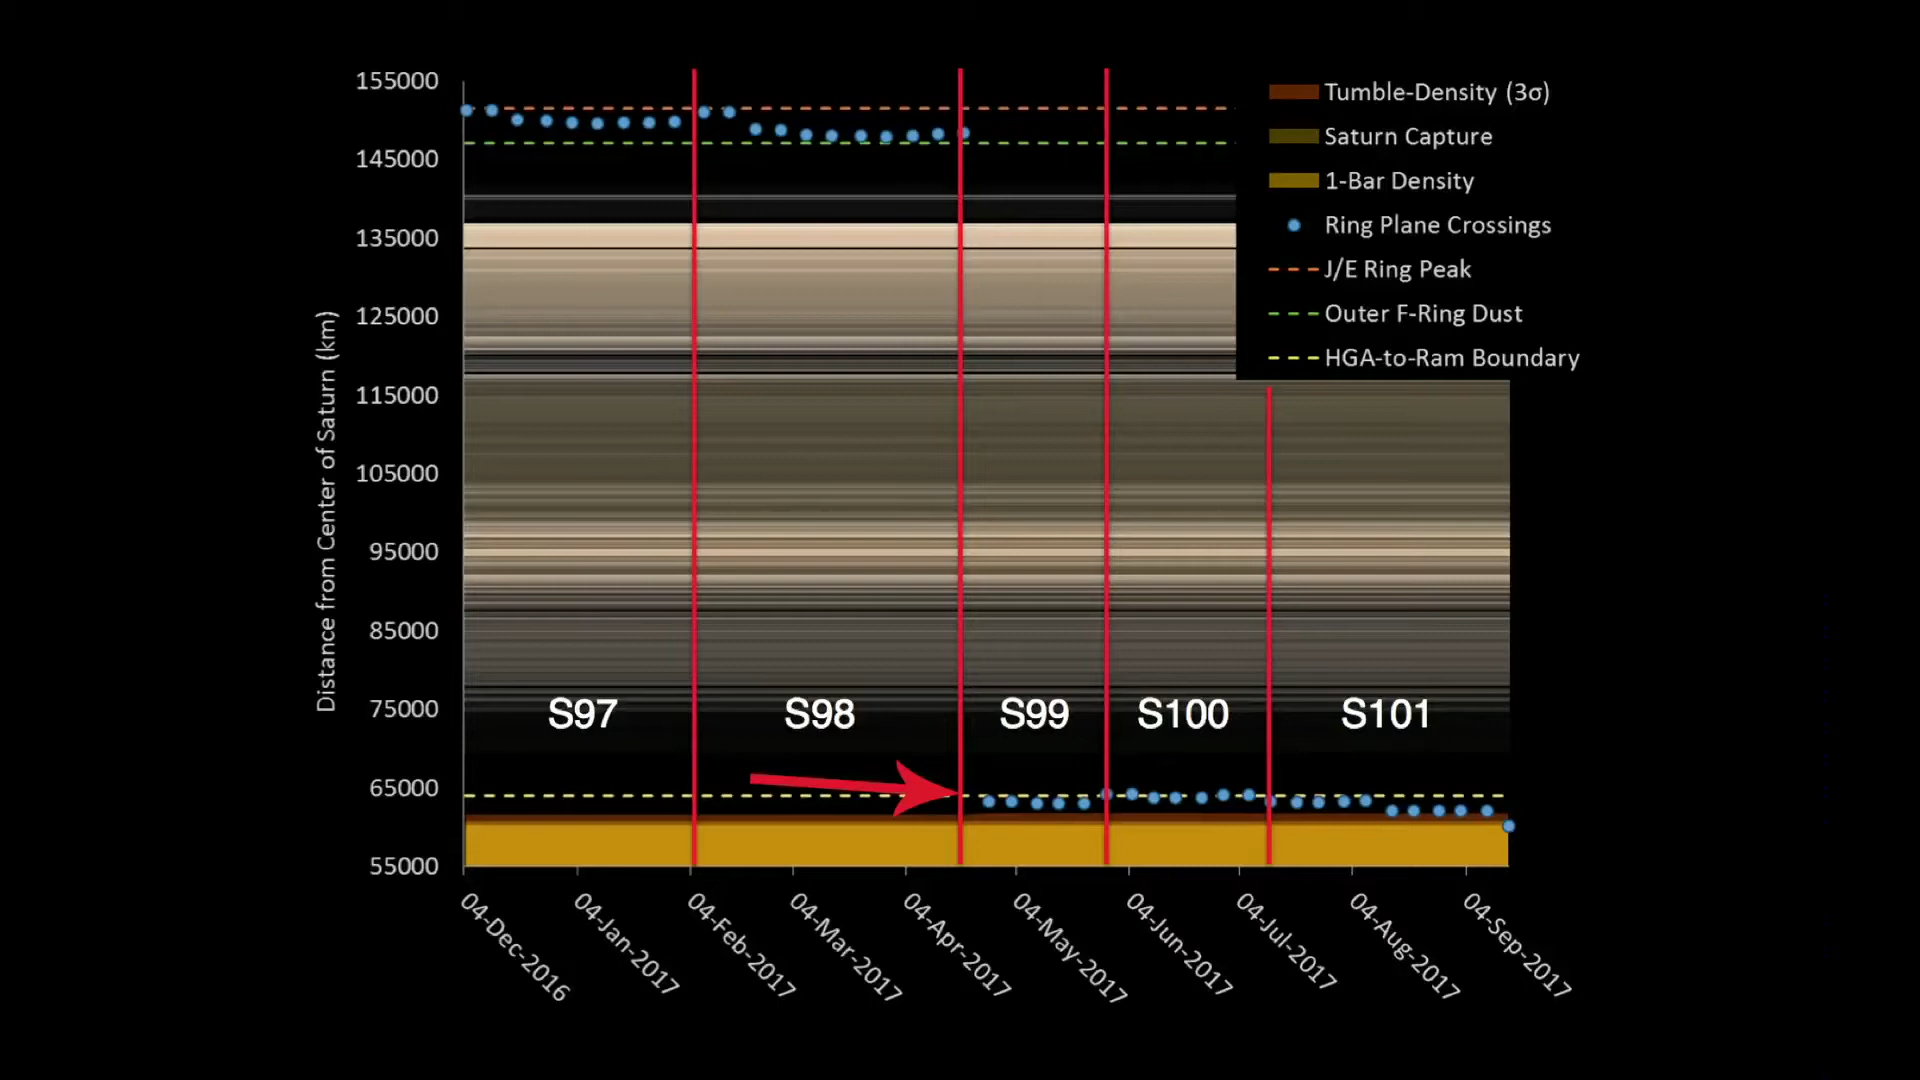 155000
145000
135000
125000
115000
105000
95000
85000
75000
65000
55000
Distance from Center of Saturn (km)
Tumble-Density (3σ)
Saturn Capture
1-Bar Density
Ring Plane Crossings
J/E Ring Peak
Outer F-Ring Dust
HGA-to-Ram Boundary
S97
S98
S99
S100
S101
04-Dec-2016
04-Jan-2017
04-Feb-2017
04-Mar-2017
04-Apr-2017
04-May-2017
04-Jun-2017
04-Jul-2017
04-Aug-2017
04-Sep-2017